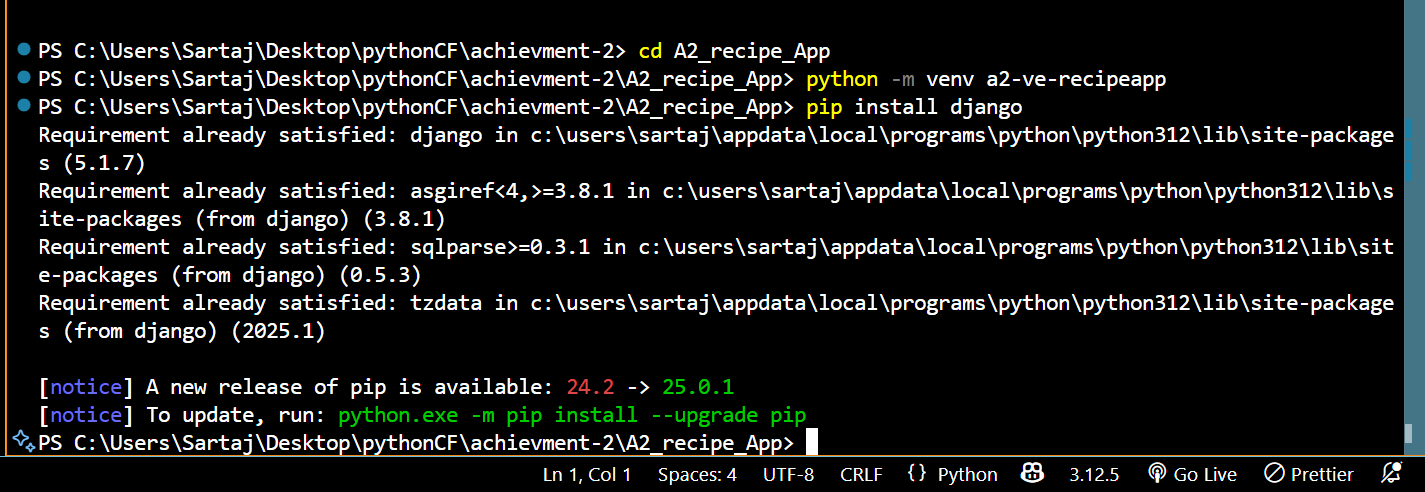 PS C:\Users\Sartaj\Desktop\pythonCF\achievment-2> cd A2_recipe_App
PS C:\Users\Sartaj\Desktop\pythonCF\achievment-2\A2_recipe_App> python -m venv a2-ve-recipeapp
PS C:\Users\Sartaj\Desktop\pythonCF\achievment-2\A2_recipe_App> pip install django
Requirement already satisfied: django in c:\users\sartaj\appdata\local\programs\python\python312\lib\site-package
s (5.1.7)
Requirement already satisfied: asgiref<4,>=3.8.1 in c:\users\sartaj\appdata\local\programs\python\python312\lib\s
ite-packages (from django) (3.8.1)
Requirement already satisfied: sqlparse>=0.3.1 in c:\users\sartaj\appdata\local\programs\python\python312\lib\sit
e-packages (from django) (0.5.3)
Requirement already satisfied: tzdata in c:\users\sartaj\appdata\local\programs\python\python312\lib\site-package
s (from django) (2025.1)
[notice] A new release of pip is available: 24.2 -> 25.0.1
[notice] To update, run: python.exe -m pip install --upgrade pip
PS C:\Users\Sartaj\Desktop\pythonCF\achievment-2\A2_recipe_App>
Ln 1, Col 1 Spaces: 4 UTF-8 CRLF {} Python 3.12.5 Go Live Prettier